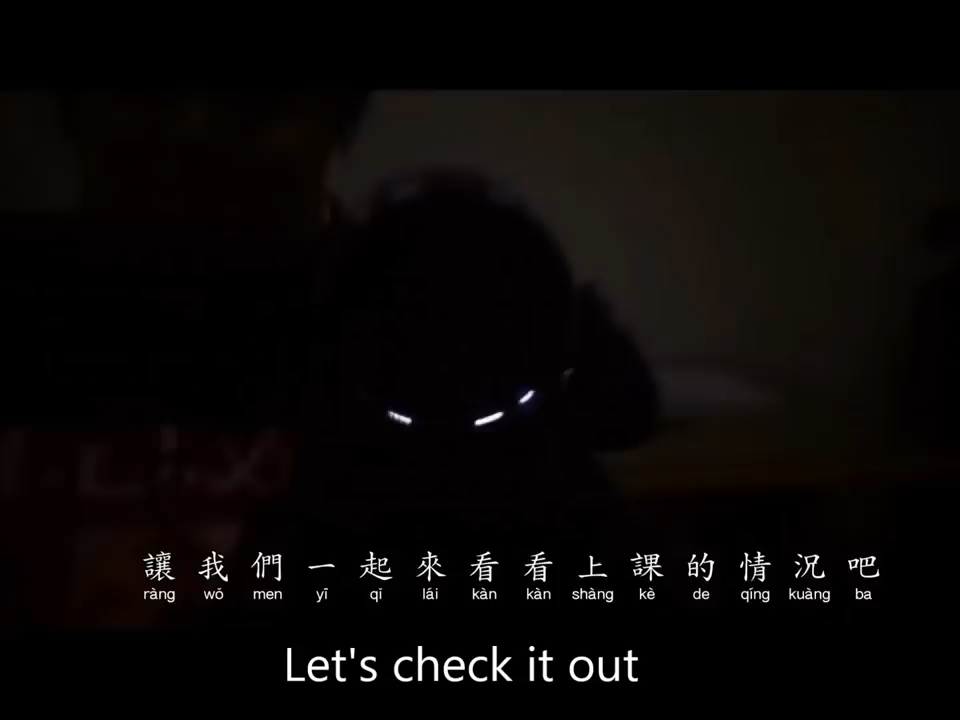 讓我們一起來看看上課的情況吧
ràng wǒ men yī qǐ lái kàn kàn shàng kè de qíng kuàng ba
Let's check it out